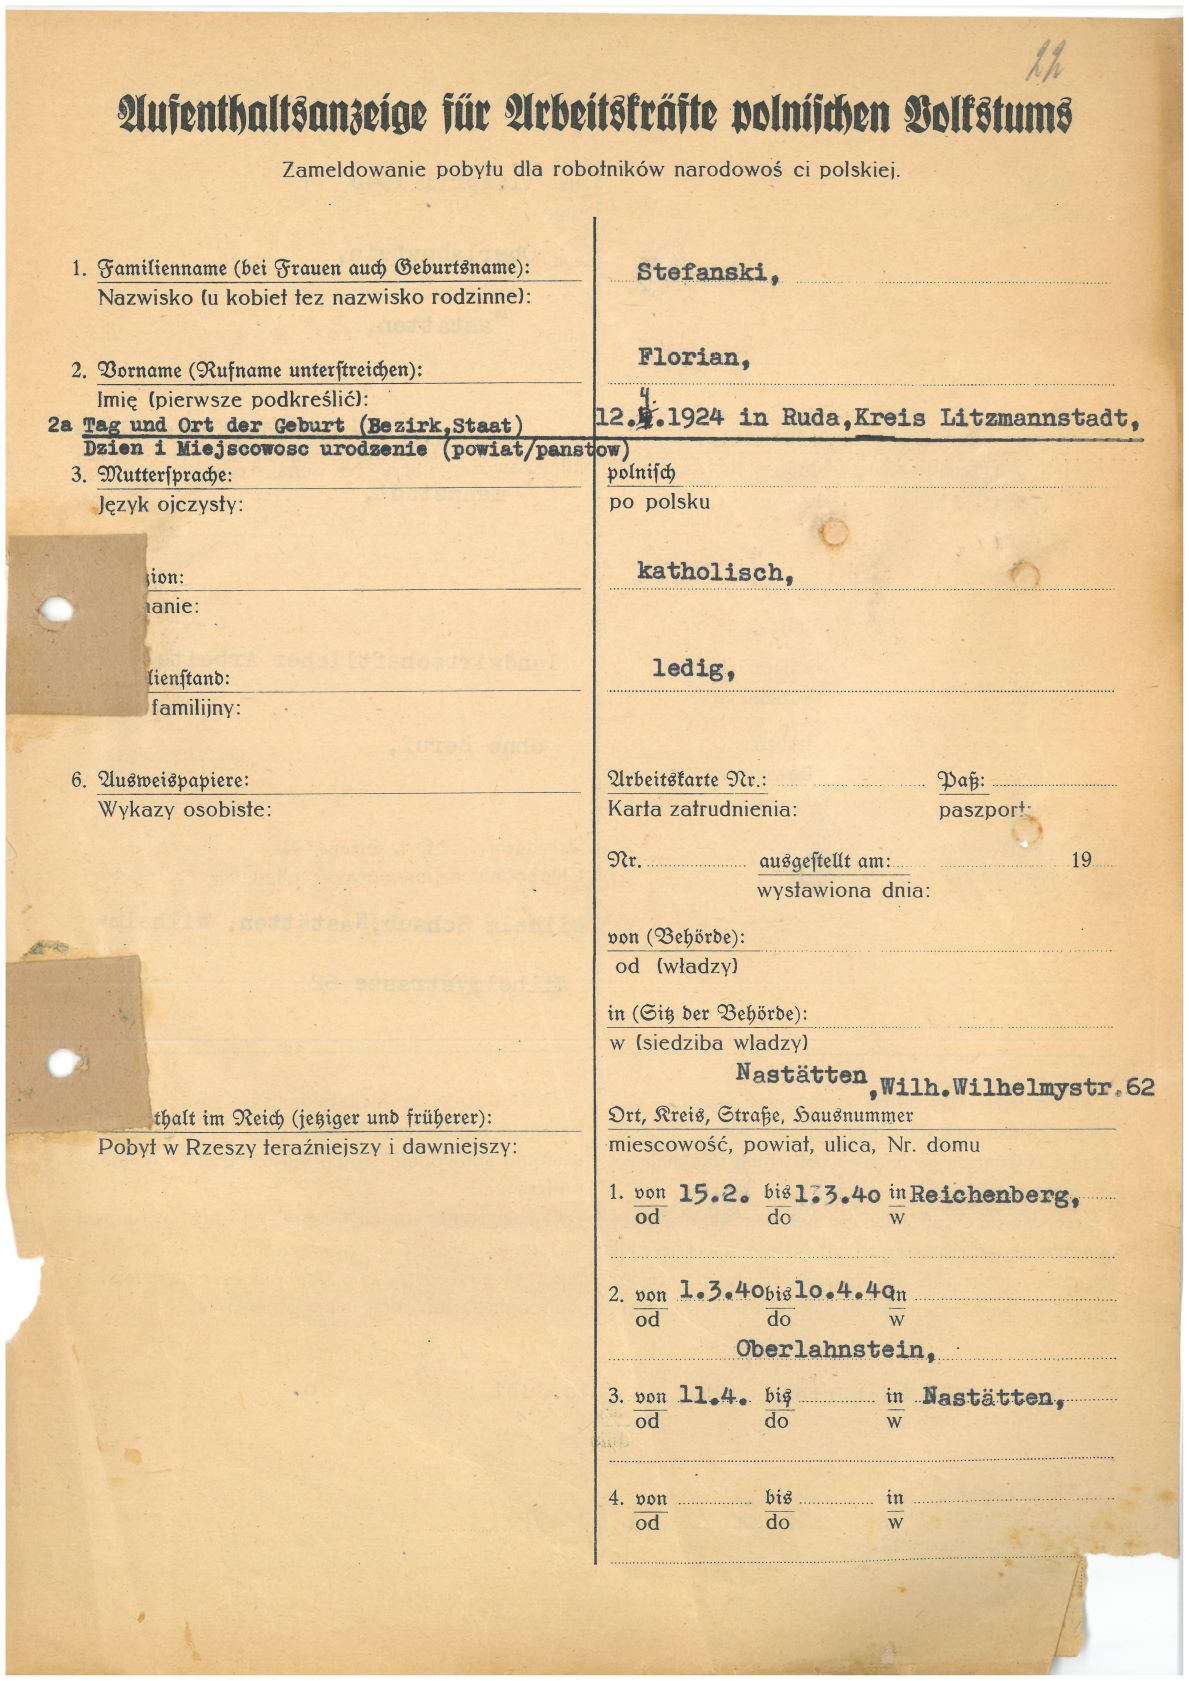 22
Aufenthaltsanzeige für Arbeitskräfte polnischen Volkstums
Zameldowanie pobytu dla robotników narodowoś ci polskiej.
1. Familienname (bei Frauen auch Geburtsname): Stefanski,
Nazwisko (u kobiet tez nazwisko rodzinne):
2. Vorname (Rufname unterstreichen): Florian,
Imię (pierwsze podkreślić):
2a Tag und Ort der Geburt (Bezirk,Staat) 12.4.1924 in Ruda,Kreis Litzmannstadt,
Dzien i Miejscowosc urodzenie (powiat/panstow)
3. Muttersprache: polnisch
Język ojczysty: po polsku
ion: katholisch,
anie:
lienstand: ledig,
familijny:
6. Ausweispapiere: Arbeitskarte Nr.: Paß:
Wykazy osobiste: Karta zatrudnienia: paszport:
Nr. ausgestellt am: 19
wystawiona dnia:
von (Behörde):
od (władzy)
in (Sitz der Behörde):
w (siedziba wladzy)
Nastätten,Wilh.Wilhelmystr.62
thalt im Reich (jetziger und früherer): Ort, Kreis, Straße, Hausnummer
Pobyt w Rzeszy teraźniejszy i dawniejszy: miescowość, powiat, ulica, Nr. domu
1. von 15.2. bis 1.3.40 in Reichenberg,
od do w
2. von 1.3.40 bis 10.4.40 in
od do w
Oberlahnstein,
3. von 11.4. bis in Nastätten,
od do w
4. von bis in
od do w